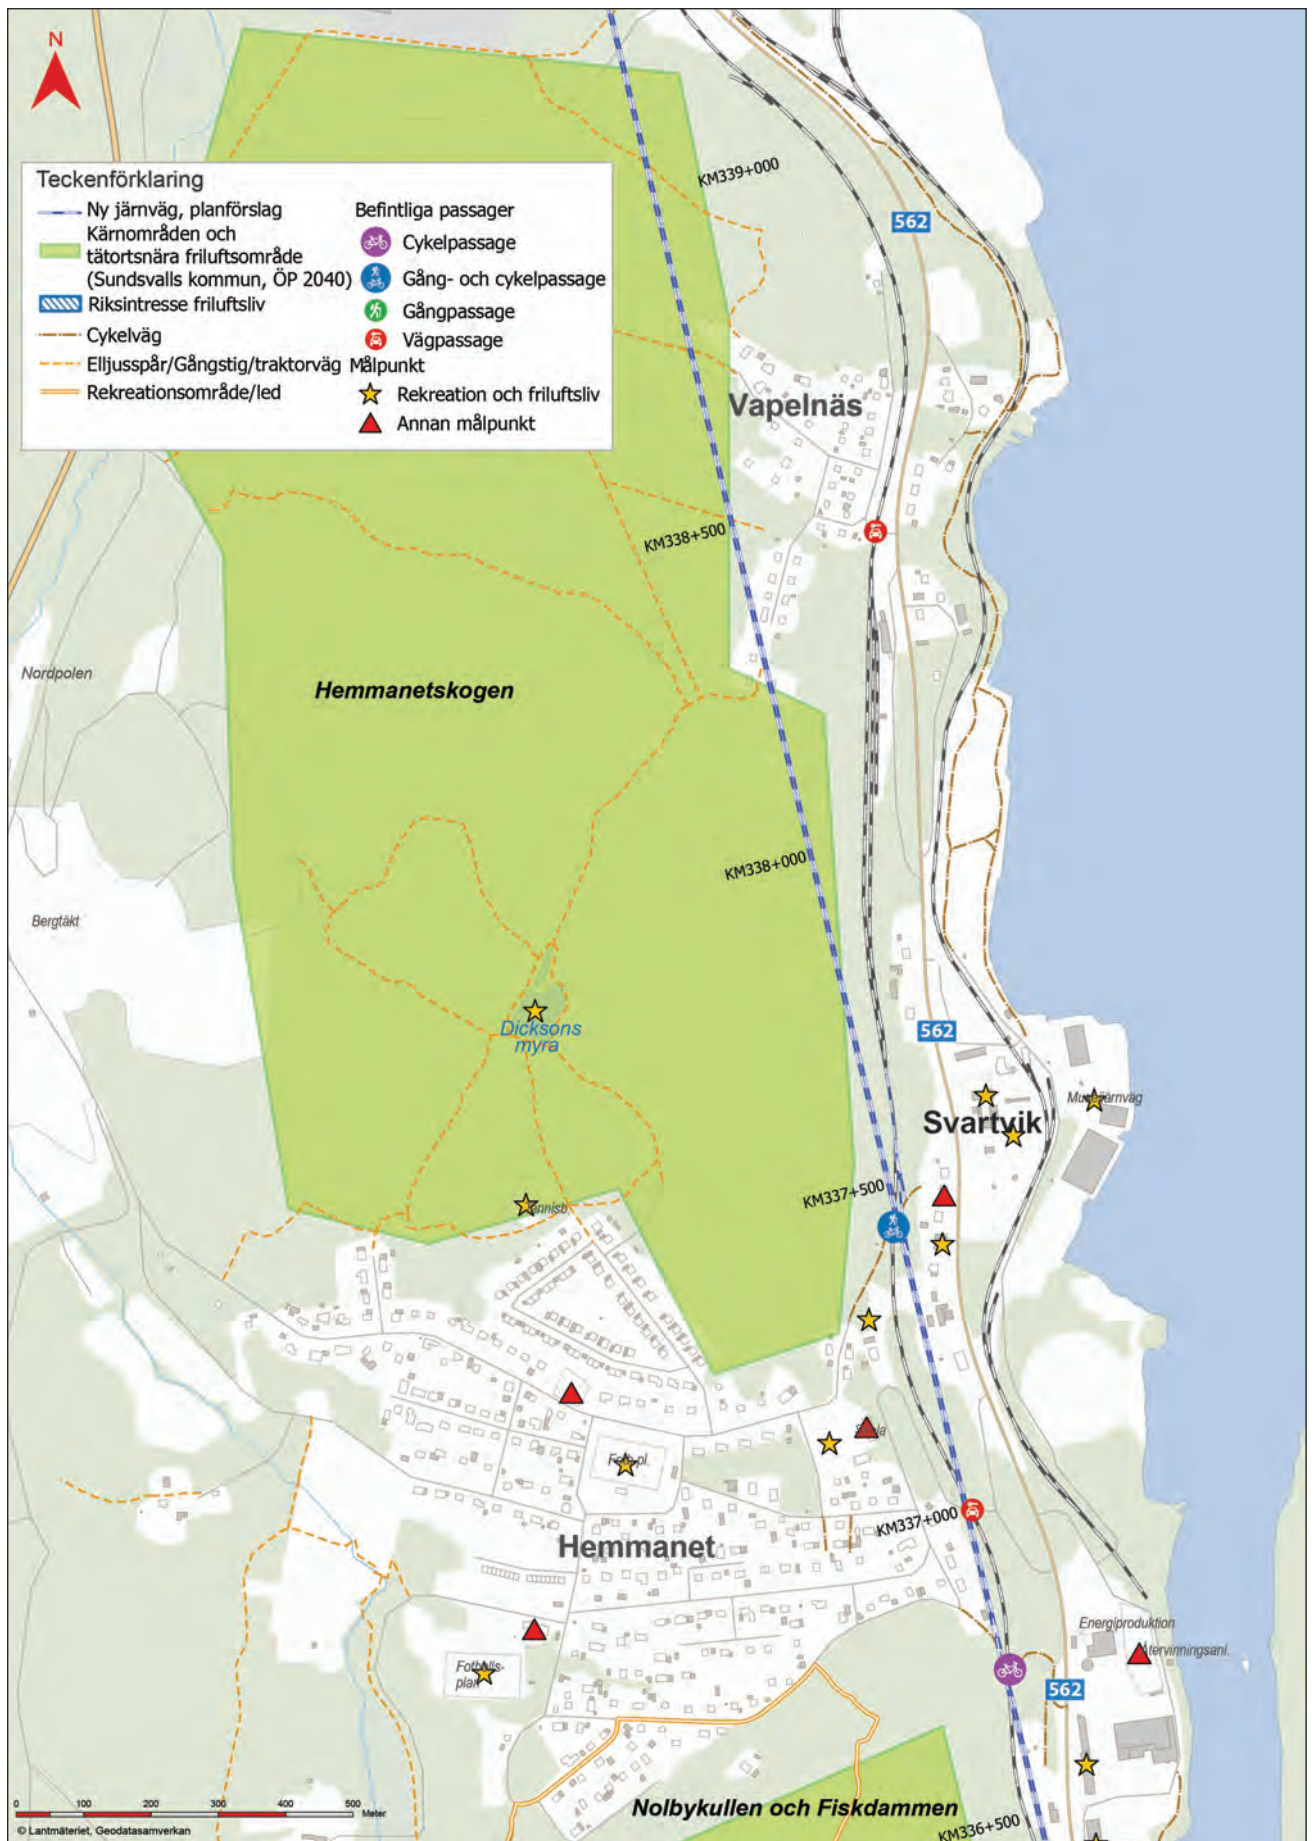 N
Teckenförklaring
Ny järnväg, planförslag
Kärnområden och
tätortsnära friluftsområde
(Sundsvalls kommun, ÖP 2040)
Riksintresse friluftsliv
Cykelväg
Elljusspår/Gångstig/traktorväg
Rekreationsområde/led
Befintliga passager
Cykelpassage
Gång- och cykelpassage
Gångpassage
Vägpassage
Målpunkt
Rekreation och friluftsliv
Annan målpunkt
KM339+000
562
Vapelnäs
KM338+500
Nordpolen
Hemmanetskogen
KM338+000
Bergtäkt
Dicksons
myra
562
Svartvik
KM337+500
KM337+000
Hemmanet
Energiproduktion
Återvinningsanl.
Fotbolls-
plan
562
Nolbykullen och Fiskdammen
KM336+500
0 100 200 300 400 500
Meter
© Lantmäteriet, Geodatasamverkan